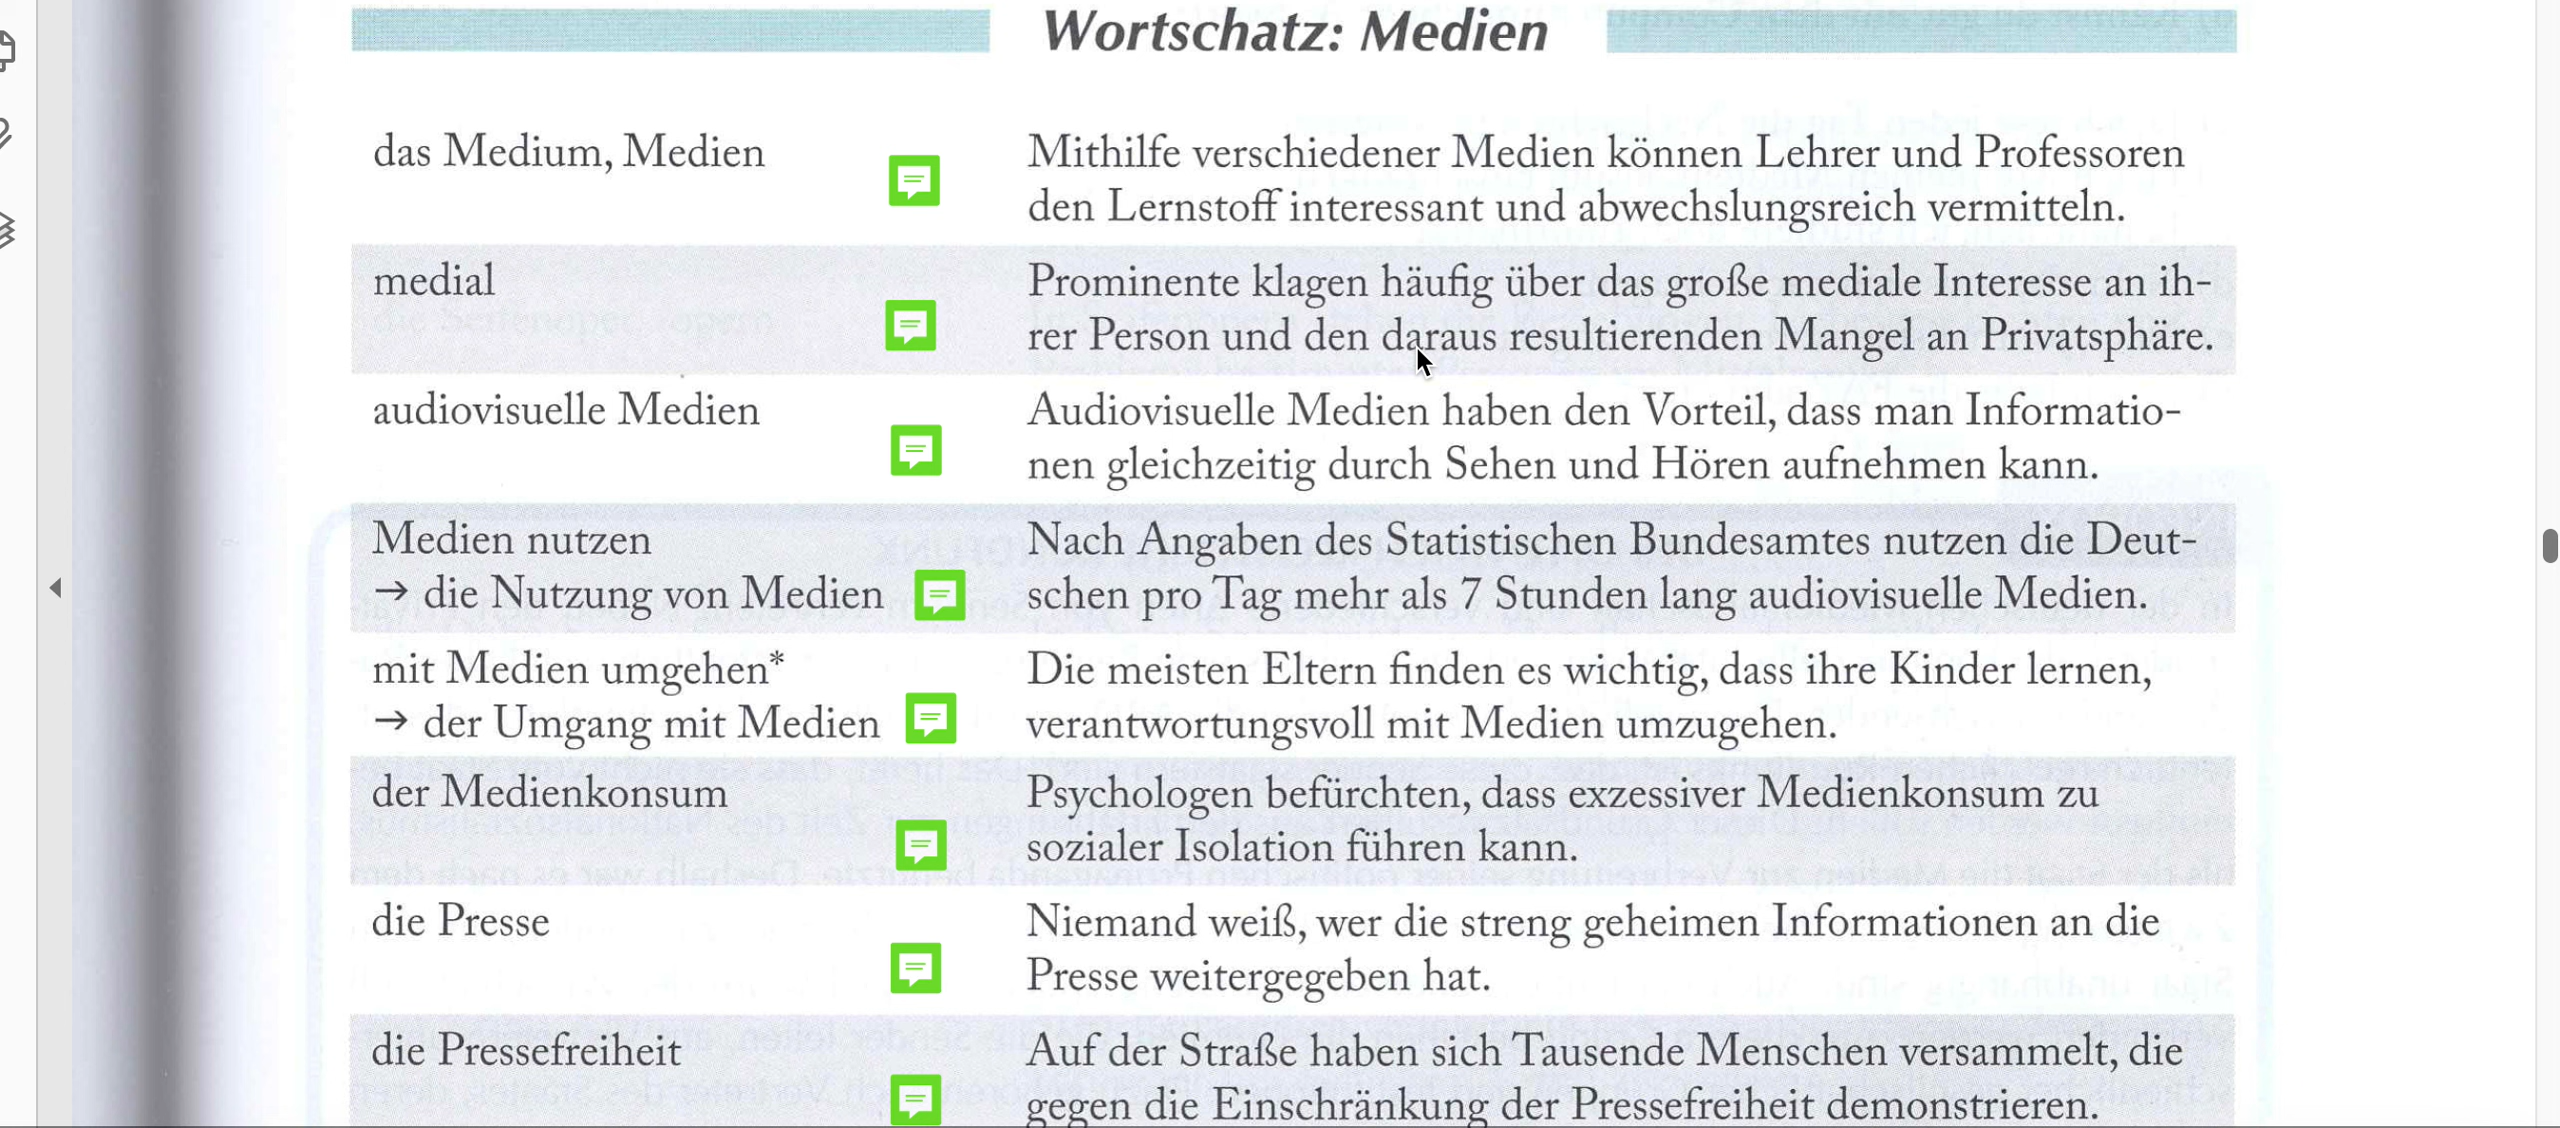 Wortschatz: Medien
das Medium, Medien
Mithilfe verschiedener Medien können Lehrer und Professoren
den Lernstoff interessant und abwechslungsreich vermitteln.
medial
Prominente klagen häufig über das große mediale Interesse an ih-
rer Person und den daraus resultierenden Mangel an Privatsphäre.
audiovisuelle Medien
Audiovisuelle Medien haben den Vorteil, dass man Informatio-
nen gleichzeitig durch Sehen und Hören aufnehmen kann.
Medien nutzen
→ die Nutzung von Medien
Nach Angaben des Statistischen Bundesamtes nutzen die Deut-
schen pro Tag mehr als 7 Stunden lang audiovisuelle Medien.
mit Medien umgehen*
→ der Umgang mit Medien
Die meisten Eltern finden es wichtig, dass ihre Kinder lernen,
verantwortungsvoll mit Medien umzugehen.
der Medienkonsum
Psychologen befürchten, dass exzessiver Medienkonsum zu
sozialer Isolation führen kann.
die Presse
Niemand weiß, wer die streng geheimen Informationen an die
Presse weitergegeben hat.
die Pressefreiheit
Auf der Straße haben sich Tausende Menschen versammelt, die
gegen die Einschränkung der Pressefreiheit demonstrieren.